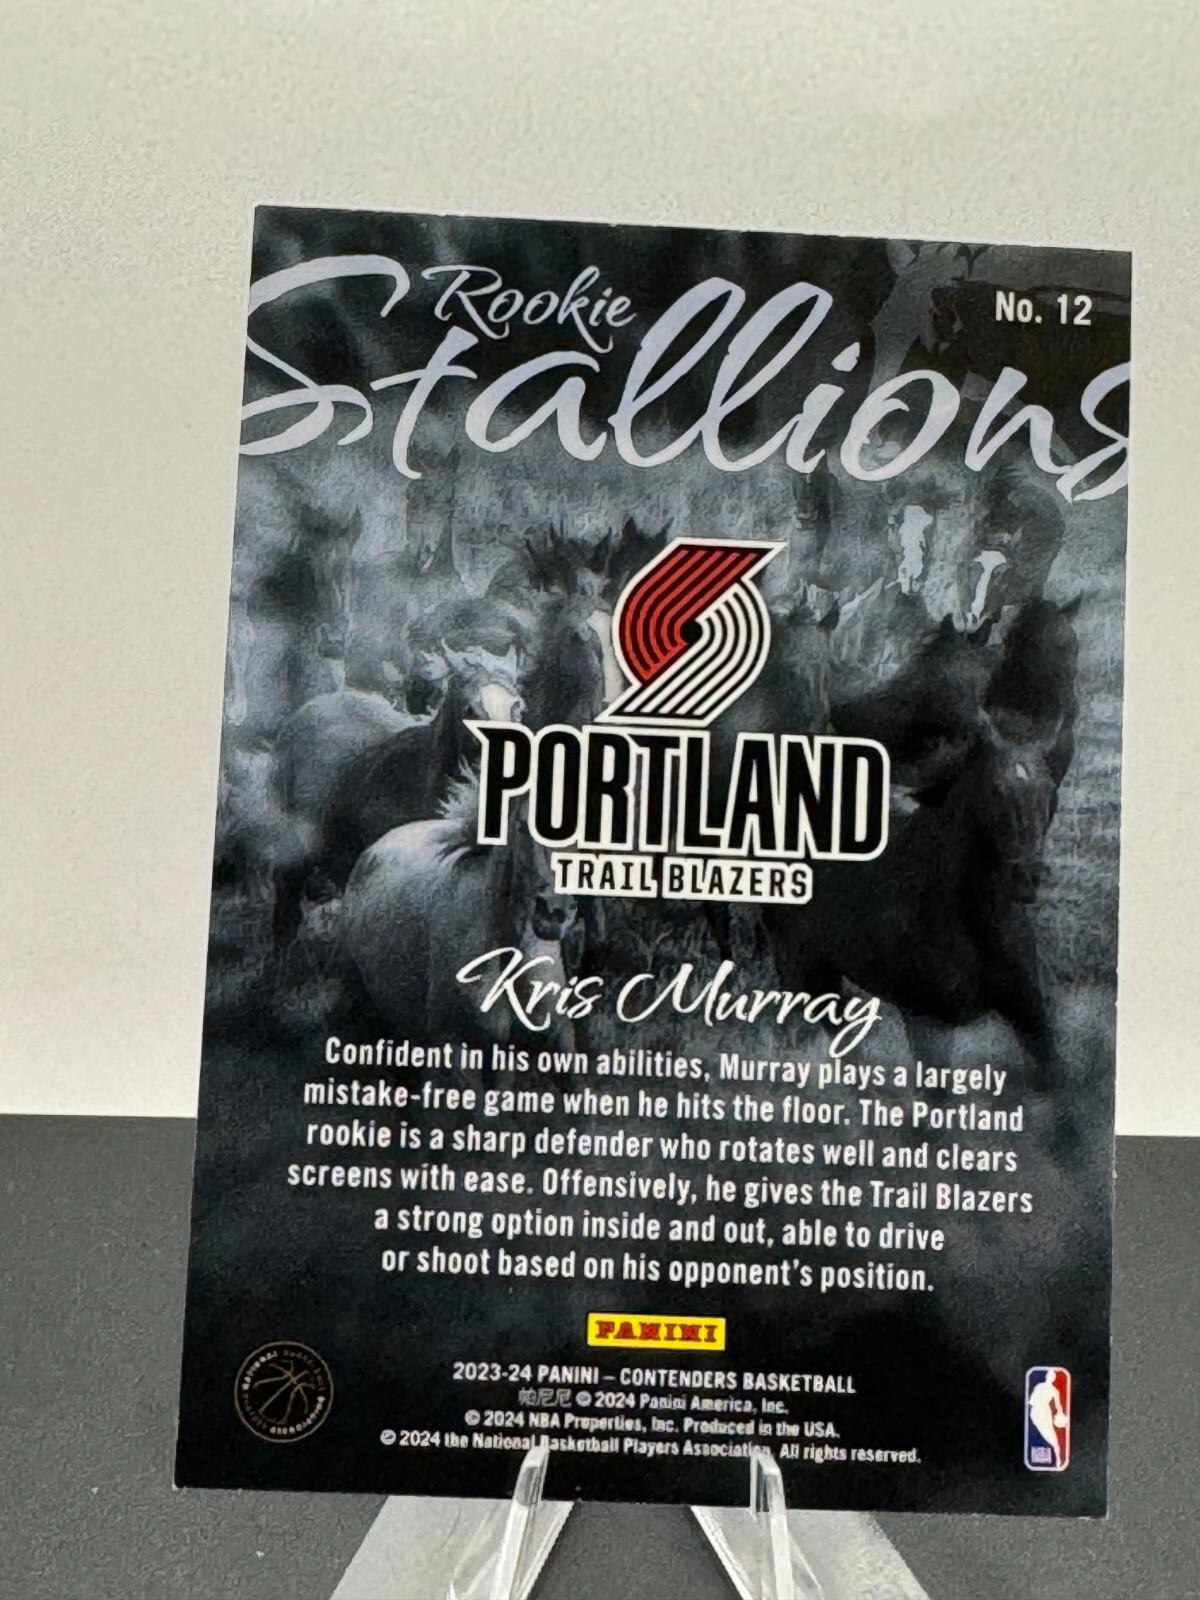 Rookie
Stallions
No. 12
PORTLAND
TRAIL BLAZERS
Kris Murray
Confident in his own abilities, Murray plays a largely
mistake-free game when he hits the floor. The Portland
rookie is a sharp defender who rotates well and clears
screens with ease. Offensively, he gives the Trail Blazers
a strong option inside and out, able to drive
or shoot based on his opponent's position.
PANINI
2023-24 PANINI – CONTENDERS BASKETBALL
帕尼尼 © 2024 Panini America, Inc.
© 2024 NBA Properties, Inc. Produced in the USA.
© 2024 the National Basketball Players Association. All rights reserved.